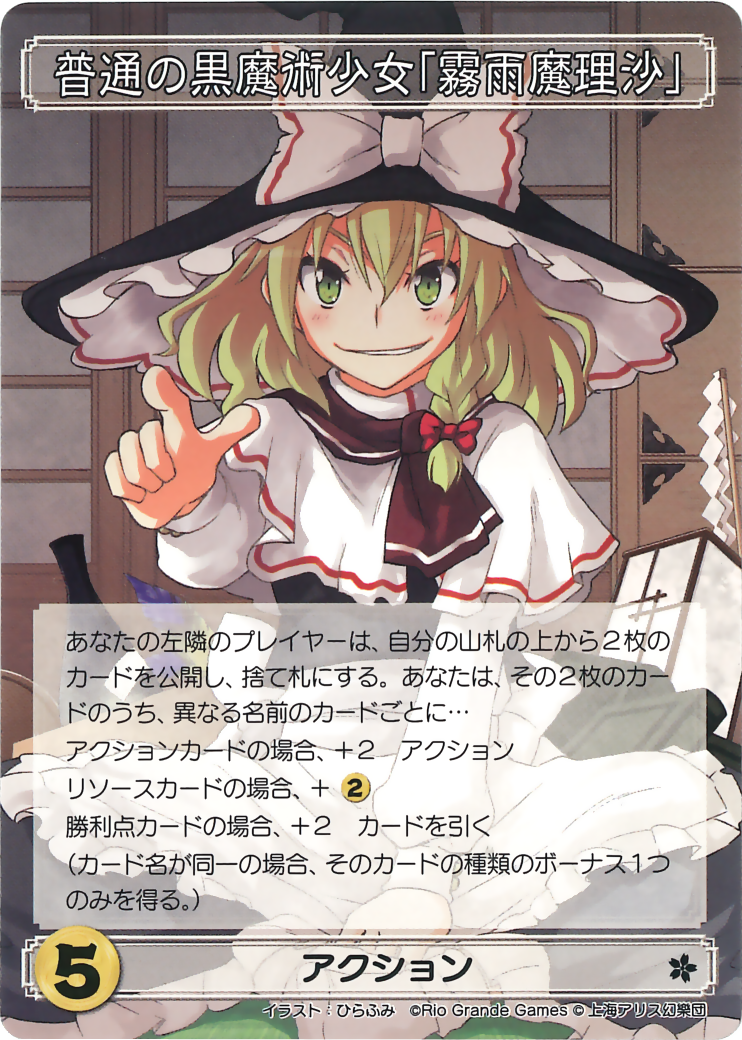 普通の黒魔術少女「霧雨魔理沙」
あなたの左隣のプレイヤーは、自分の山札の上から２枚の
カードを公開し、捨て札にする。あなたは、その２枚のカー
ドのうち、異なる名前のカードごとに…
アクションカードの場合、＋２　アクション
リソースカードの場合、＋ 2
勝利点カードの場合、＋２　カードを引く
（カード名が同一の場合、そのカードの種類のボーナス１つ
のみを得る。）
5
アクション
イラスト：ひらふみ　©Rio Grande Games © 上海アリス幻樂団